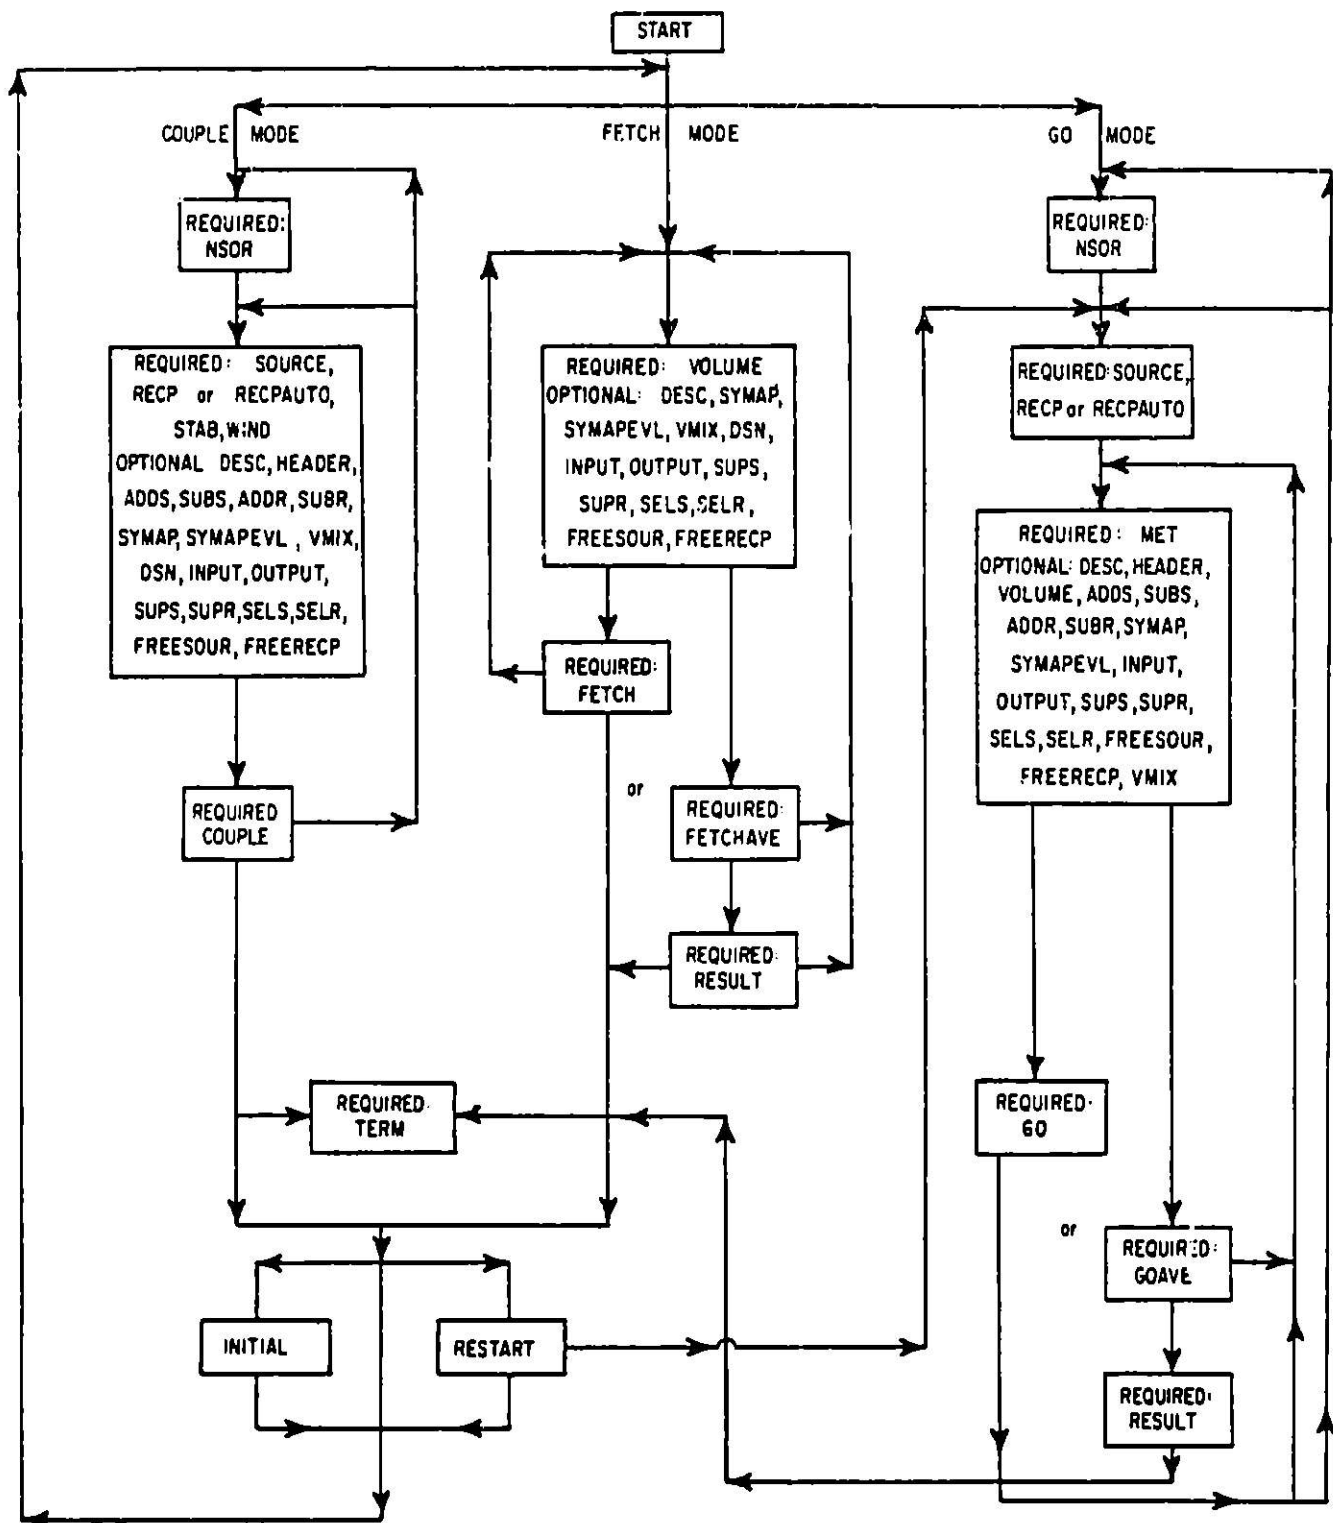 START
COUPLE MODE
FETCH MODE
GO MODE
REQUIRED:
NSOR
REQUIRED: SOURCE,
RECP or RECPAUTO,
STAB, WIND
OPTIONAL DESC, HEADER,
ADDS, SUBS, ADDR, SUBR,
SYMAP, SYMAPEVL , VMIX,
DSN, INPUT, OUTPUT,
SUPS, SUPR, SELS, SELR,
FREESOUR, FREERECP
REQUIRED
COUPLE
REQUIRED: VOLUME
OPTIONAL: DESC, SYMAP,
SYMAPEVL, VMIX, DSN,
INPUT, OUTPUT, SUPS,
SUPR, SELS, SELR,
FREESOUR, FREERECP
REQUIRED:
FETCH
or
REQUIRED:
FETCHAVE
REQUIRED:
RESULT
REQUIRED:
NSOR
REQUIRED: SOURCE,
RECP or RECPAUTO
REQUIRED: MET
OPTIONAL: DESC, HEADER,
VOLUME, ADDS, SUBS,
ADDR, SUBR, SYMAP,
SYMAPEVL, INPUT,
OUTPUT, SUPS, SUPR,
SELS, SELR, FREESOUR,
FREERECP, VMIX
REQUIRED:
GO
or
REQUIRED:
GOAVE
REQUIRED:
RESULT
REQUIRED:
TERM
INITIAL
RESTART